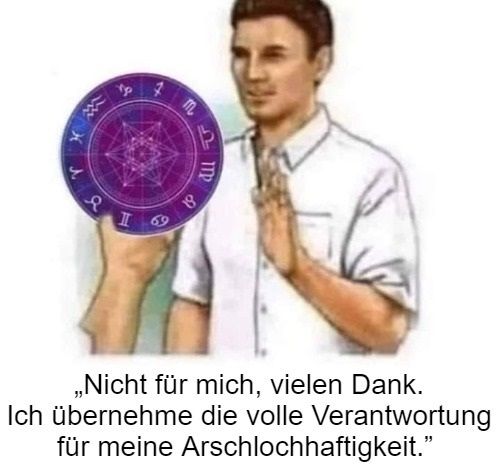 „Nicht für mich, vielen Dank.
Ich übernehme die volle Verantwortung
für meine Arschlochhaftigkeit.”